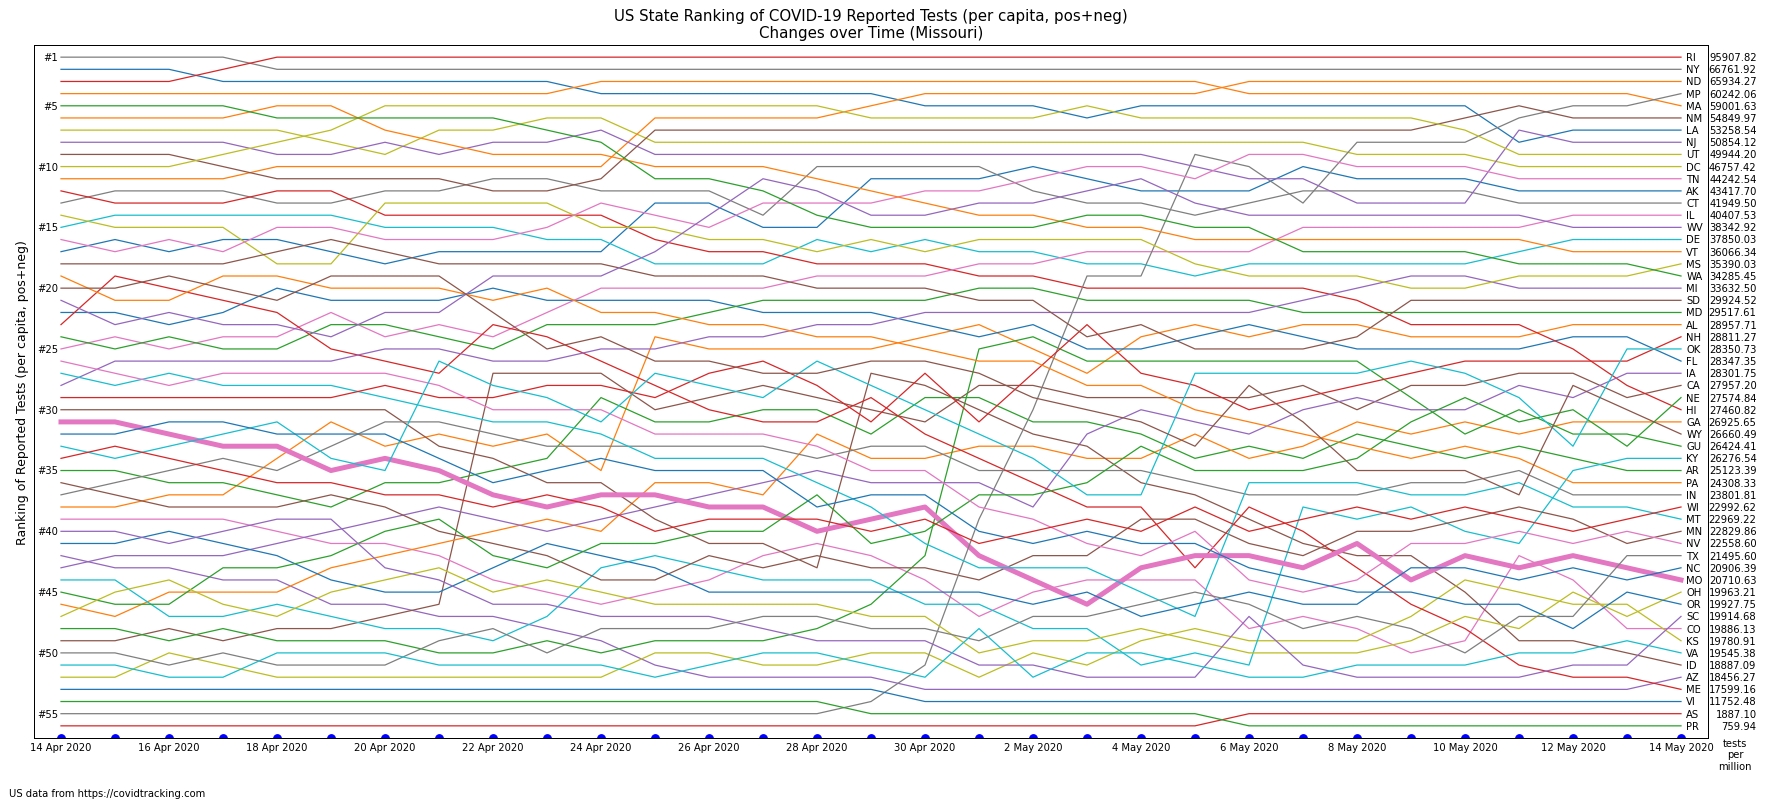 US State Ranking of COVID-19 Reported Tests (per capita, pos+neg)
Changes over Time (Missouri)
Ranking of Reported Tests (per capita, pos+neg)
#1
#5
#10
#15
#20
#25
#30
#35
#40
#45
#50
#55
RI 95907.82
NY 66761.92
ND 65934.27
MP 60242.06
MA 59001.63
NM 54849.97
LA 53258.54
NJ 50854.12
UT 49944.20
DC 46757.42
TN 44242.54
AK 43417.70
CT 41949.50
IL 40407.53
WV 38342.92
DE 37850.03
VT 36066.34
MS 35390.03
WA 34285.45
MI 33632.50
SD 29924.52
MD 29517.61
AL 28957.71
NH 28811.27
OK 28350.73
FL 28347.35
IA 28301.75
CA 27957.20
NE 27574.84
HI 27460.82
GA 26925.65
WY 26660.49
GU 26424.41
KY 26276.54
AR 25123.39
PA 24308.33
IN 23801.81
WI 22992.62
MT 22969.22
MN 22829.86
NV 22558.60
TX 21495.60
NC 20906.39
MO 20710.63
OH 19963.21
OR 19927.75
SC 19914.68
CO 19886.13
KS 19780.91
VA 19545.38
ID 18887.09
AZ 18456.27
ME 17599.16
VI 11752.48
AS 1887.10
PR 759.94
14 Apr 2020 16 Apr 2020 18 Apr 2020 20 Apr 2020 22 Apr 2020 24 Apr 2020 26 Apr 2020 28 Apr 2020 30 Apr 2020 2 May 2020 4 May 2020 6 May 2020 8 May 2020 10 May 2020 12 May 2020 14 May 2020
tests
per
million
US data from https://covidtracking.com